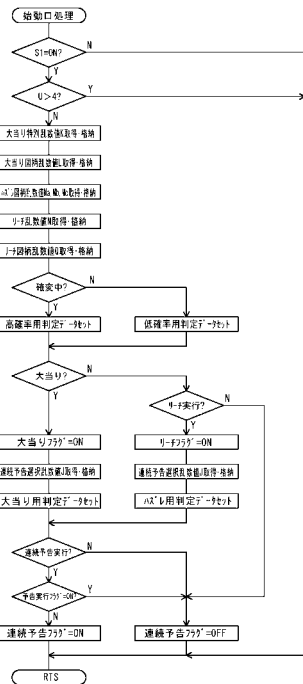 始動口処理
S1=ON?
N
Y
U>4?
Y
N
大当り特別乱数値K取得・格納
大当り図柄乱数値L取得・格納
ハズレ図柄乱数値Ma,Mb,Mc取得・格納
リーチ乱数値N取得・格納
リーチ図柄乱数値O取得・格納
確変中?
N
Y
高確率用判定データセット
低確率用判定データセット
大当り?
N
Y
リーチ実行?
N
Y
大当りフラグ=ON
リーチフラグ=ON
連続予告選択乱数値J取得・格納
連続予告選択乱数値J取得・格納
大当り用判定データセット
ハズレ用判定データセット
連続予告実行?
N
Y
予告実行フラグ=ON?
Y
N
連続予告フラグ=ON
連続予告フラグ=OFF
RTS